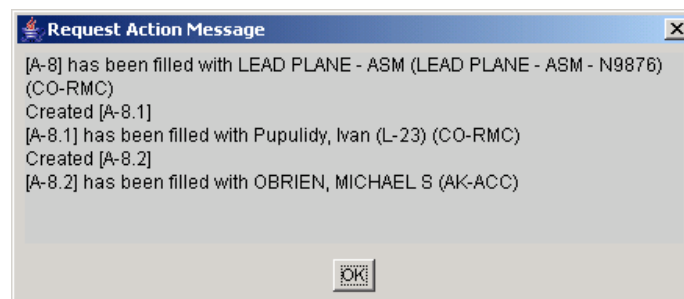 Request Action Message
[A-8] has been filled with LEAD PLANE - ASM (LEAD PLANE - ASM - N9876)
(CO-RMC)
Created [A-8.1]
[A-8.1] has been filled with Pupulidy, Ivan (L-23) (CO-RMC)
Created [A-8.2]
[A-8.2] has been filled with OBRIEN, MICHAEL S (AK-ACC)
OK